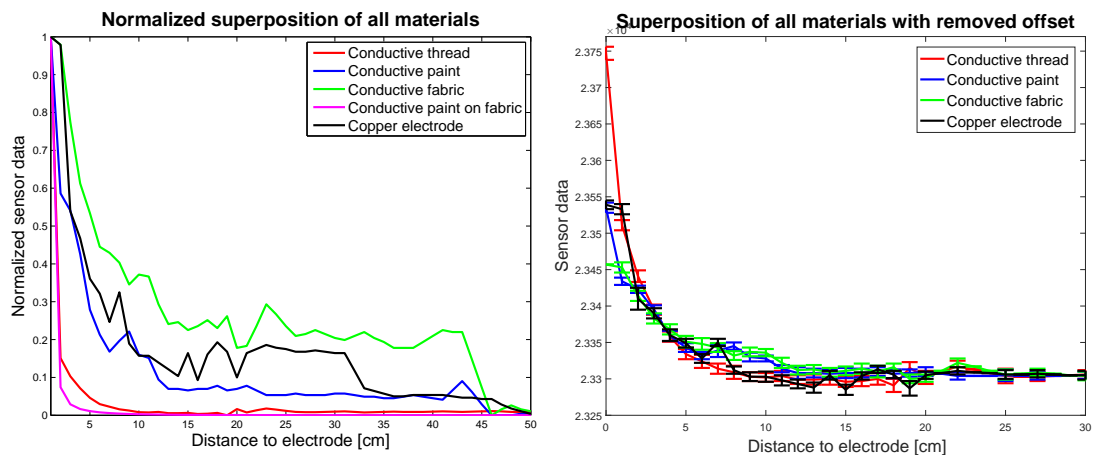 Normalized superposition of all materials
Normalized sensor data
1
0.9
0.8
0.7
0.6
0.5
0.4
0.3
0.2
0.1
0
5
10
15
20
25
30
35
40
45
50
Distance to electrode [cm]
Conductive thread
Conductive paint
Conductive fabric
Conductive paint on fabric
Copper electrode
Superposition of all materials with removed offset
Sensor data
2.375
2.37
2.365
2.36
2.355
2.35
2.345
2.34
2.335
2.33
2.325
0
5
10
15
20
25
30
Distance to electrode [cm]
Conductive thread
Conductive paint
Conductive fabric
Copper electrode